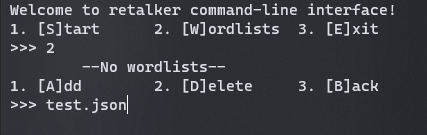 Welcome to retalker command-line interface!
1. [S]tart 2. [W]ordlists 3. [E]xit
>>> 2
--No wordlists--
1. [A]dd 2. [D]elete 3. [B]ack
>>> test.json